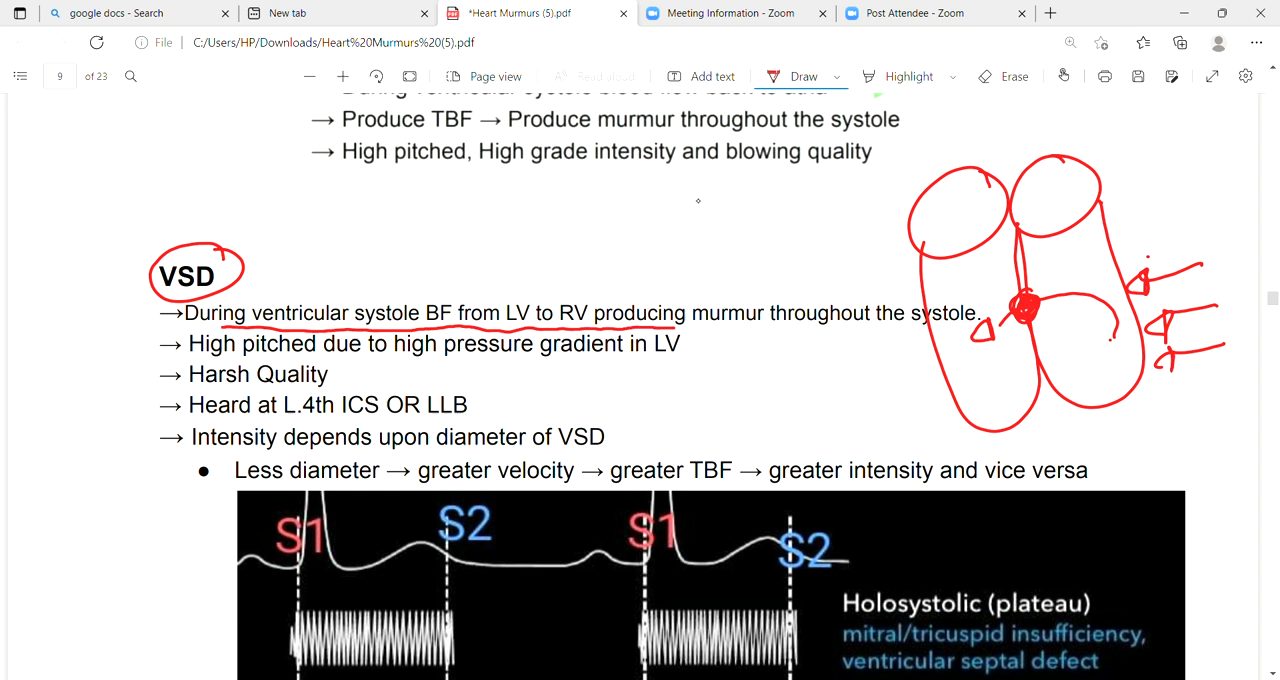 google docs - Search
New tab
*Heart Murmurs (5).pdf
Meeting Information - Zoom
Post Attendee - Zoom
File
C:/Users/HP/Downloads/Heart%20Murmurs%20(5).pdf
9 of 23
Page view
Read aloud
Add text
Draw
Highlight
Erase
→ Produce TBF → Produce murmur throughout the systole
→ High pitched, High grade intensity and blowing quality
VSD
→During ventricular systole BF from LV to RV producing murmur throughout the systole.
→ High pitched due to high pressure gradient in LV
→ Harsh Quality
→ Heard at L.4th ICS OR LLB
→ Intensity depends upon diameter of VSD
● Less diameter → greater velocity → greater TBF → greater intensity and vice versa
S1 S2 S1 S2
Holosystolic (plateau)
mitral/tricuspid insufficiency,
ventricular septal defect